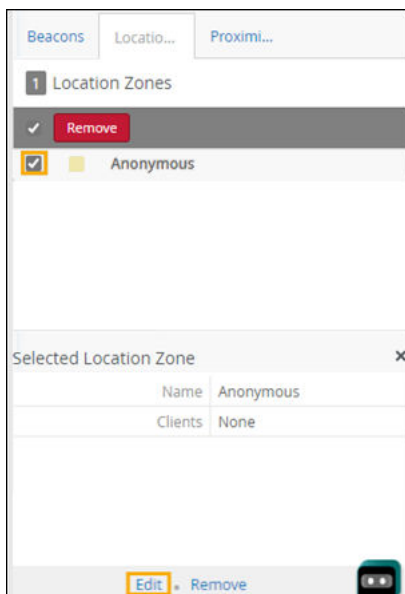 Beacons Locatio... Proximi...
1 Location Zones
Remove
Anonymous
Selected Location Zone ×
Name Anonymous
Clients None
Edit • Remove